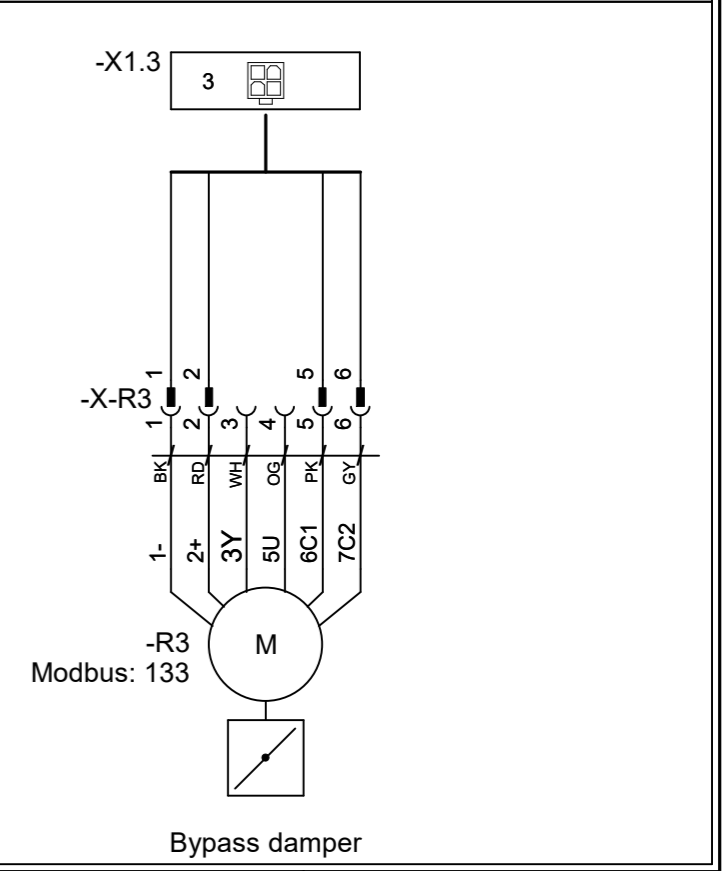 -X1.3
3
1 2 5 6
-X-R3
1 2 3 4 5 6
BK RD WH OG PK GY
1- 2+ 3Y 5U 6C1 7C2
-R3
M
Modbus: 133
Bypass damper